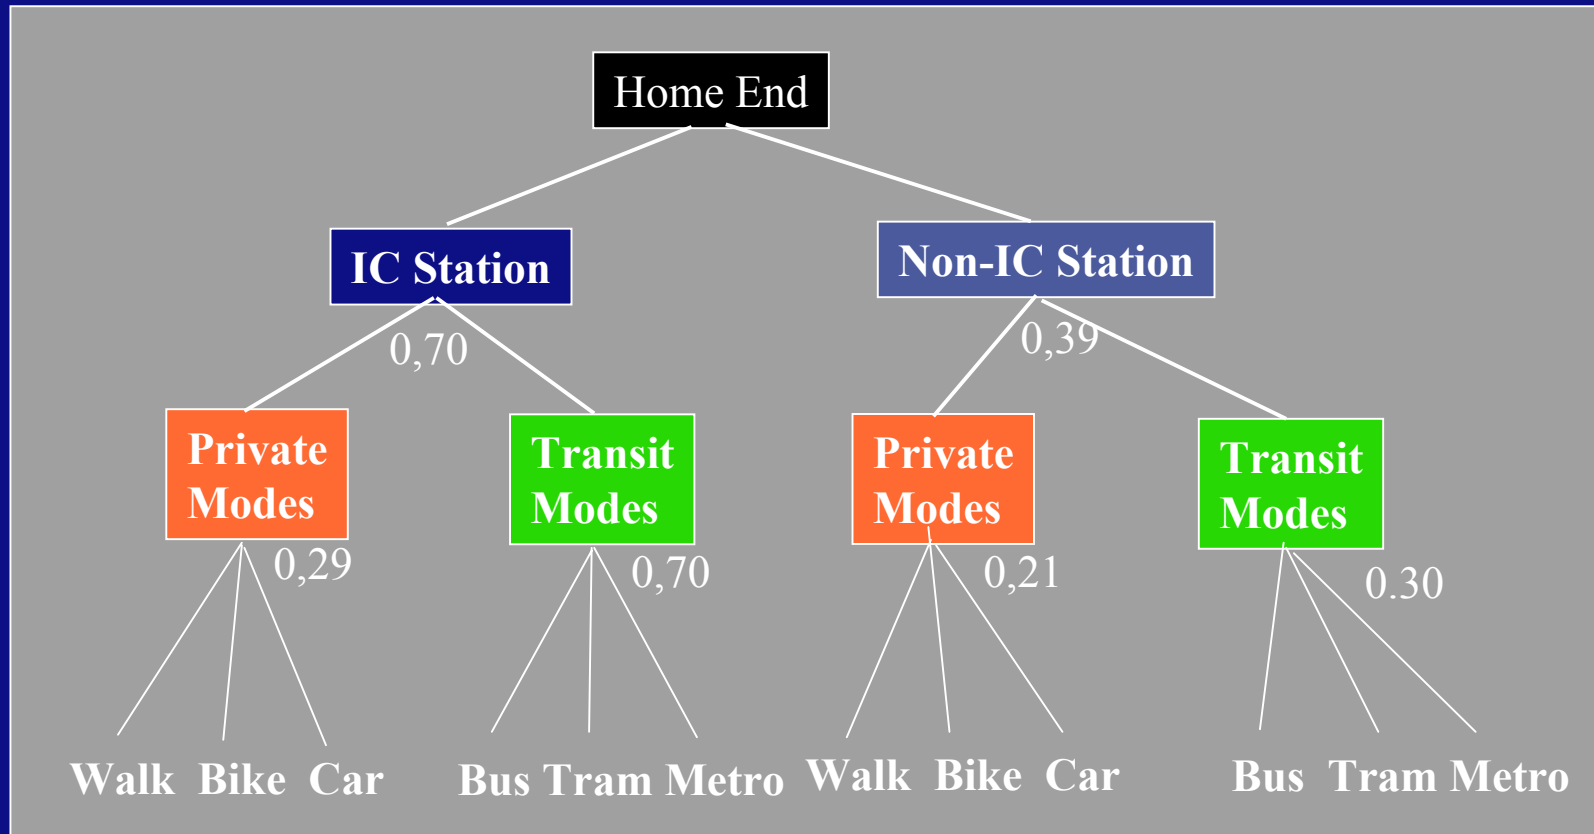 Home End
IC Station
Non-IC Station
0,70
0,39
Private
Modes
Transit
Modes
Private
Modes
Transit
Modes
0,29
0,70
0,21
0.30
Walk Bike Car
Bus Tram Metro
Walk Bike Car
Bus Tram Metro